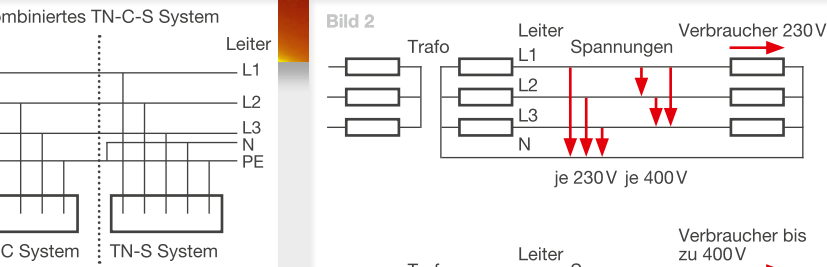 mbiniertes TN-C-S System
Leiter
L1
L2
L3
N
PE
C System
TN-S System
Bild 2
Trafo
Leiter
Spannungen
Verbraucher 230 V
L1
L2
L3
N
je 230 V je 400 V
Verbraucher bis
zu 400 V
Leiter